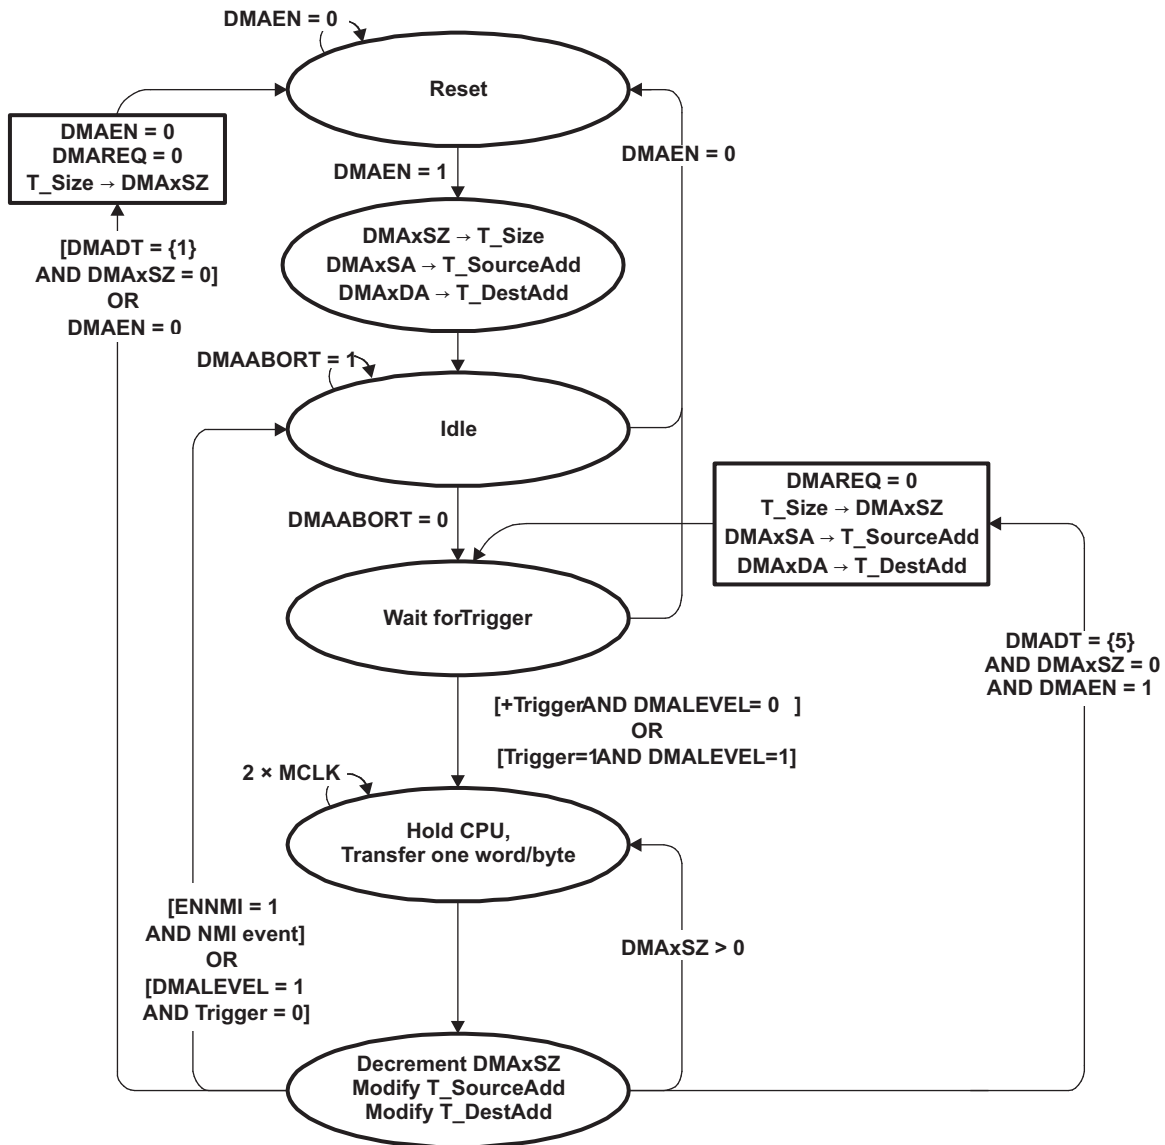 DMAEN = 0
Reset
DMAEN = 0
DMAREQ = 0
T_Size → DMAxSZ
DMAEN = 1
DMAEN = 0
[DMADT = {1}
AND DMAxSZ = 0]
OR
DMAEN = 0
DMAxSZ → T_Size
DMAxSA → T_SourceAdd
DMAxDA → T_DestAdd
DMAABORT = 1
Idle
DMAABORT = 0
DMAREQ = 0
T_Size → DMAxSZ
DMAxSA → T_SourceAdd
DMAxDA → T_DestAdd
Wait forTrigger
DMADT = {5}
AND DMAxSZ = 0
AND DMAEN = 1
[+TriggerAND DMALEVEL= 0 ]
OR
[Trigger=1AND DMALEVEL=1]
2 × MCLK
Hold CPU,
Transfer one word/byte
[ENNMI = 1
AND NMI event]
OR
[DMALEVEL = 1
AND Trigger = 0]
DMAxSZ > 0
Decrement DMAxSZ
Modify T_SourceAdd
Modify T_DestAdd